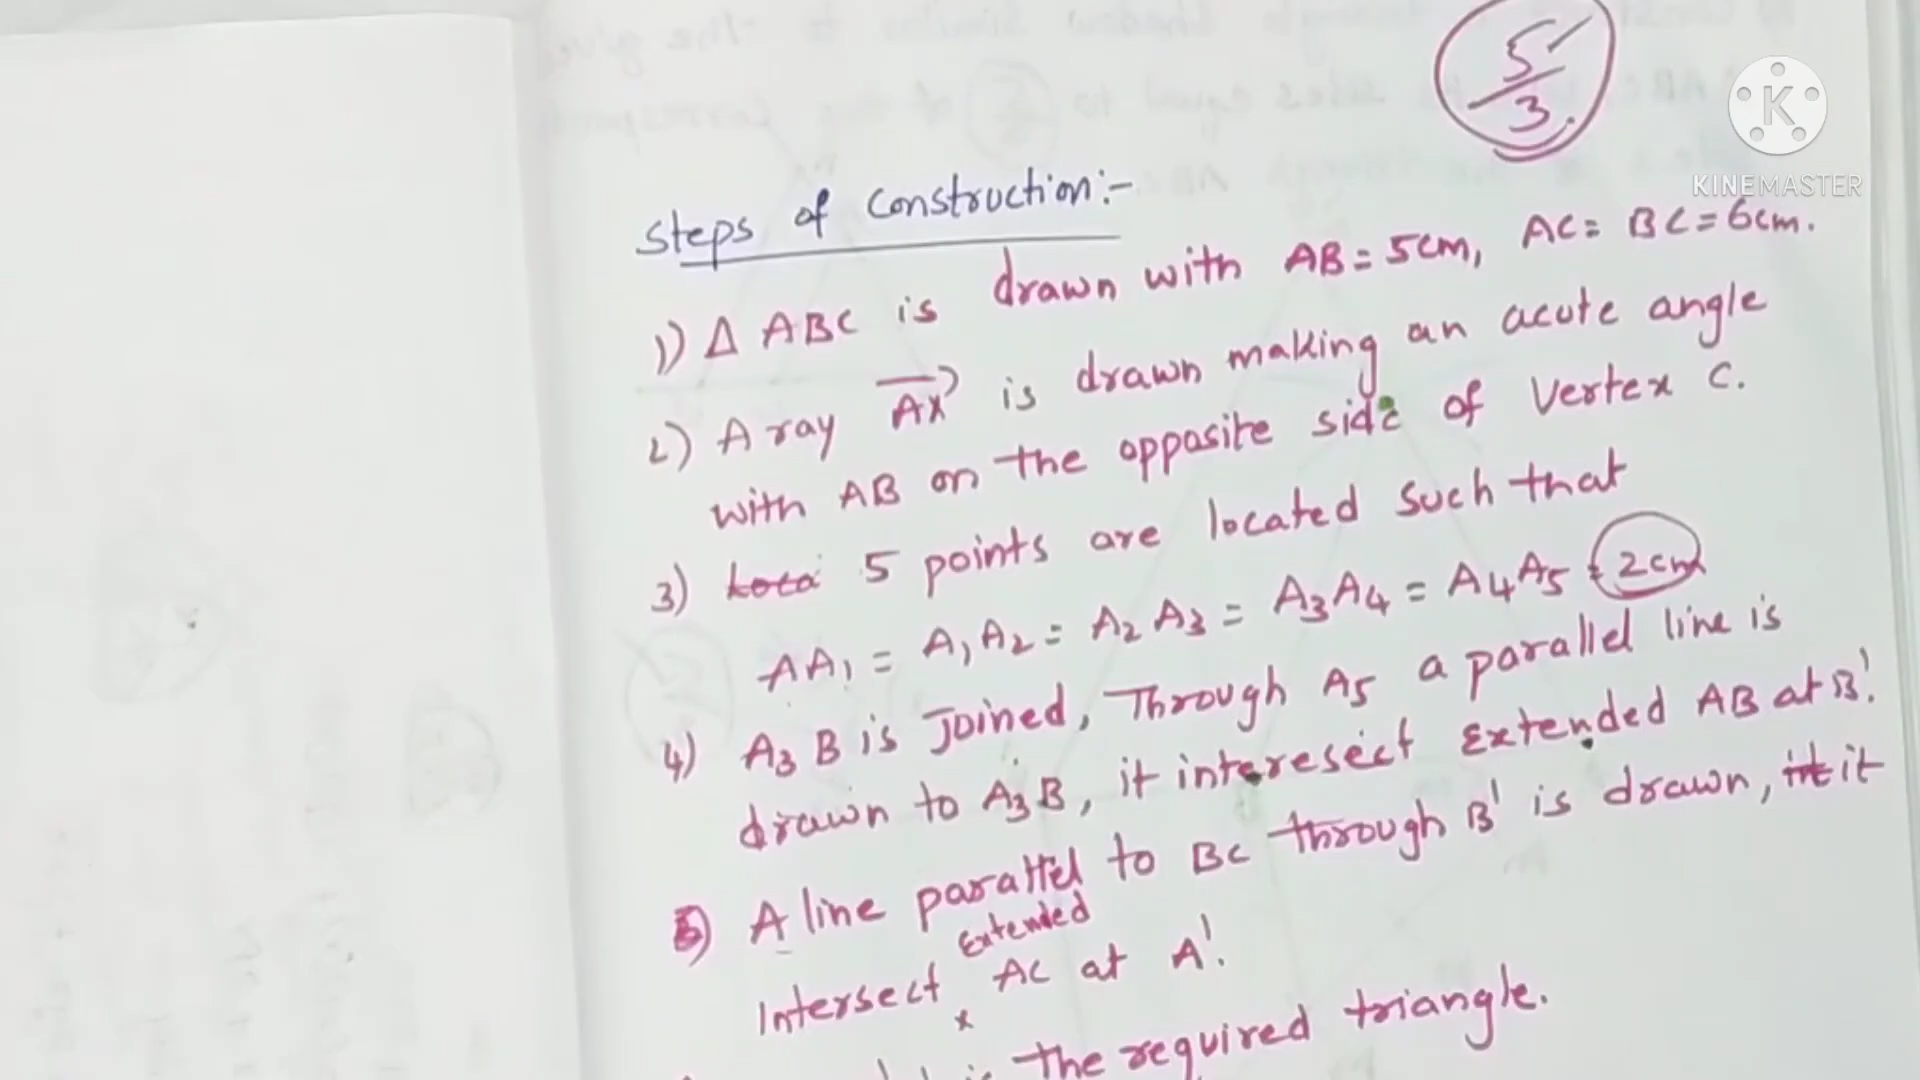 5/3
K
KINEMASTER
Steps of Construction:-
1) Δ ABC is drawn with AB = 5cm, AC = BC = 6cm.
2) A ray AX is drawn making an acute angle
with AB on the opposite side of vertex C.
3) Loca 5 points are located such that
AA1 = A1A2 = A2A3 = A3A4 = A4A5 = 2cm
4) A3B is joined, Through A5 a parallel line is
drawn to A3B, it interesect Extended AB at B'.
5) A line parallel to BC through B' is drawn, it it
Intersect Extended AC at A'.
is the required triangle.